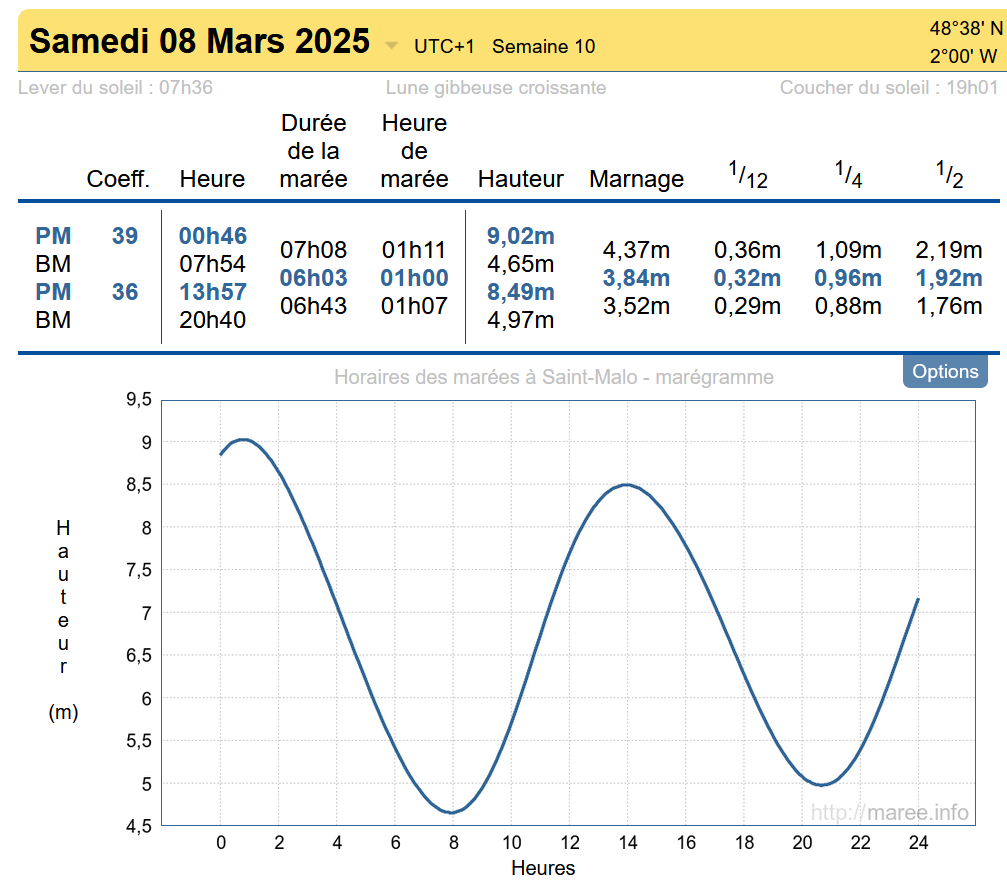 Samedi 08 Mars 2025 UTC+1 Semaine 10
48°38' N
2°00' W
Lever du soleil : 07h36 Lune gibbeuse croissante Coucher du soleil : 19h01
Coeff. Heure Durée de la marée Heure de marée Hauteur Marnage 1/12 1/4 1/2
PM 39 00h46 9,02m
07h08 01h11 4,37m 0,36m 1,09m 2,19m
BM 07h54 4,65m
06h03 01h00 3,84m 0,32m 0,96m 1,92m
PM 36 13h57 8,49m
06h43 01h07 3,52m 0,29m 0,88m 1,76m
BM 20h40 4,97m
Options
Horaires des marées à Saint-Malo - marégramme
9,5
9
8,5
8
7,5
7
6,5
6
5,5
5
4,5
Hauteur
(m)
http://maree.info
0 2 4 6 8 10 12 14 16 18 20 22 24
Heures